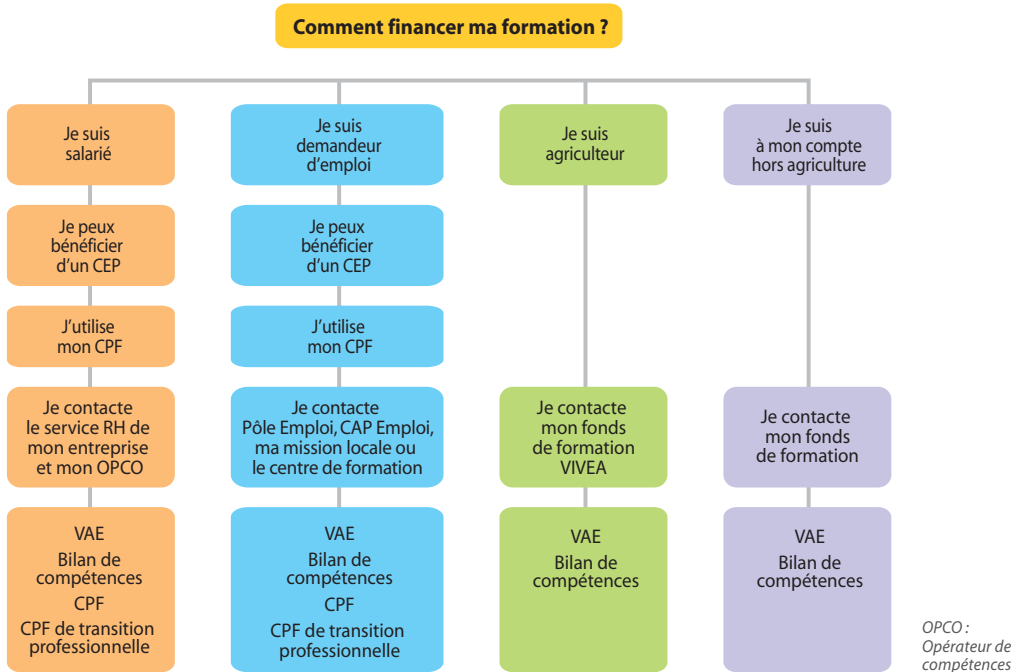 Comment financer ma formation ?
Je suis
salarié
Je suis
demandeur
d'emploi
Je suis
agriculteur
Je suis
à mon compte
hors agriculture
Je peux
bénéficier
d'un CEP
Je peux
bénéficier
d'un CEP
J'utilise
mon CPF
J'utilise
mon CPF
Je contacte
le service RH de
mon entreprise
et mon OPCO
Je contacte
Pôle Emploi, CAP Emploi,
ma mission locale ou
le centre de formation
Je contacte
mon fonds
de formation
VIVEA
Je contacte
mon fonds
de formation
VAE
Bilan de
compétences
CPF
CPF de transition
professionnelle
VAE
Bilan de
compétences
CPF
CPF de transition
professionnelle
VAE
Bilan de
compétences
VAE
Bilan de
compétences
OPCO :
Opérateur de
compétences